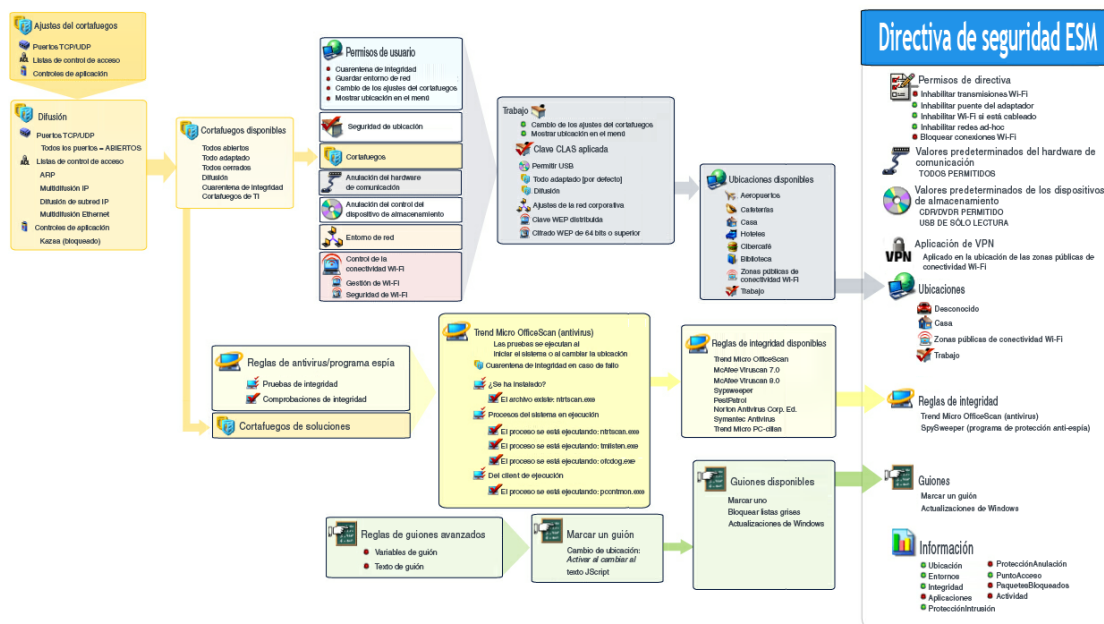 Ajustes del cortafuegos
Puertos TCP/UDP
Listas de control de acceso
Controles de aplicación
Difusión
Puertos TCP/UDP
Todos los puertos = ABIERTOS
Listas de control de acceso
ARP
Multidifusión IP
Difusión de subred IP
Multidifusión Ethernet
Controles de aplicación
Kazaa (bloqueado)
Cortafuegos disponibles
Todos abiertos
Todo adaptado
Todos cerrados
Difusión
Cuarentena de integridad
Cortafuegos de TI
Permisos de usuario
Cuarentena de integridad
Guardar entorno de red
Cambio de los ajustes del cortafuegos
Mostrar ubicación en el menú
Seguridad de ubicación
Cortafuegos
Anulación del hardware
de comunicación
Anulación del control del
dispositivo de almacenamiento
Entorno de red
Control de la
conectividad Wi-Fi
Gestión de Wi-Fi
Seguridad de Wi-Fi
Trabajo
Cambio de los ajustes del cortafuegos
Mostrar ubicación en el menú
Clave CLAS aplicada
Permitir USB
Todo adaptado [por defecto]
Difusión
Ajustes de la red corporativa
Clave WEP distribuida
Cifrado WEP de 64 bits o superior
Ubicaciones disponibles
Aeropuertos
Cafeterías
Casa
Hoteles
Cibercafé
Biblioteca
Zonas públicas de
conectividad Wi-Fi
Trabajo
Reglas de antivirus/programa espía
Pruebas de integridad
Comprobaciones de integridad
Cortafuegos de soluciones
Trend Micro OfficeScan (antivirus)
Las pruebas se ejecutan al
iniciar el sistema o al cambiar la ubicación
Cuarentena de integridad en caso de fallo
¿Se ha instalado?
El archivo existe: ntrtscan.exe
Procesos del sistema en ejecución
El proceso se está ejecutando: ntrtscan.exe
El proceso se está ejecutando: tmlisten.exe
El proceso se está ejecutando: ofcdog.exe
Del client de ejecución
El proceso se está ejecutando: pccntmon.exe
Reglas de integridad disponibles
Trend Micro OfficeScan
McAfee Viruscan 7.0
McAfee Viruscan 8.0
Sypsweeper
PestPatrol
Norton Antivirus Corp. Ed.
Symantec Antivirus
Trend Micro PC-cillan
Reglas de guiones avanzados
Variables de guión
Texto de guión
Marcar un guión
Cambio de ubicación:
Activar al cambiar al
texto JScript
Guiones disponibles
Marcar uno
Bloquear listas grises
Actualizaciones de Windows
Directiva de seguridad ESM
Permisos de directiva
Inhabilitar transmisiones Wi-Fi
Inhabilitar puente del adaptador
Inhabilitar Wi-Fi si está cableado
Inhabilitar redes ad-hoc
Bloquear conexiones Wi-Fi
Valores predeterminados del hardware de
comunicación
TODOS PERMITIDOS
Valores predeterminados de los dispositivos
de almacenamiento
CDR/DVDR PERMITIDO
USB DE SÓLO LECTURA
VPN
Aplicación de VPN
Aplicado en la ubicación de las zonas públicas de
conectividad Wi-Fi
Ubicaciones
Desconocido
Casa
Zonas públicas de conectividad Wi-Fi
Trabajo
Reglas de integridad
Trend Micro OfficeScan (antivirus)
SpySweeper (programa de protección anti-espía)
Guiones
Marcar un guión
Actualizaciones de Windows
Información
Ubicación
Entornos
Integridad
Aplicaciones
ProtecciónIntrusión
ProtecciónAnulación
PuntoAcceso
PaquetesBloqueados
Actividad